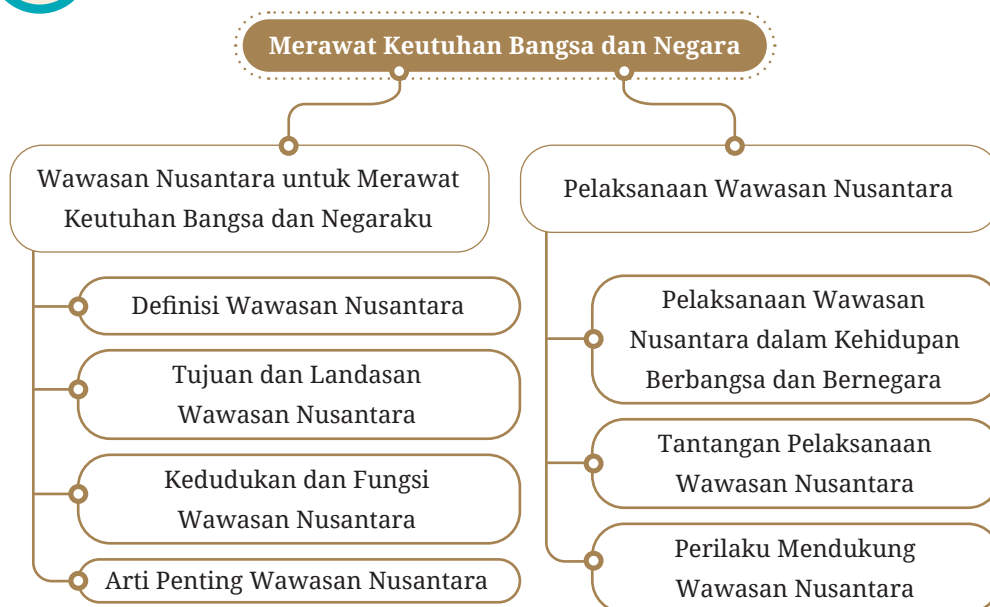 Merawat Keutuhan Bangsa dan Negara
Wawasan Nusantara untuk Merawat
Keutuhan Bangsa dan Negaraku
Definisi Wawasan Nusantara
Tujuan dan Landasan
Wawasan Nusantara
Kedudukan dan Fungsi
Wawasan Nusantara
Arti Penting Wawasan Nusantara
Pelaksanaan Wawasan Nusantara
Pelaksanaan Wawasan
Nusantara dalam Kehidupan
Berbangsa dan Bernegara
Tantangan Pelaksanaan
Wawasan Nusantara
Perilaku Mendukung
Wawasan Nusantara